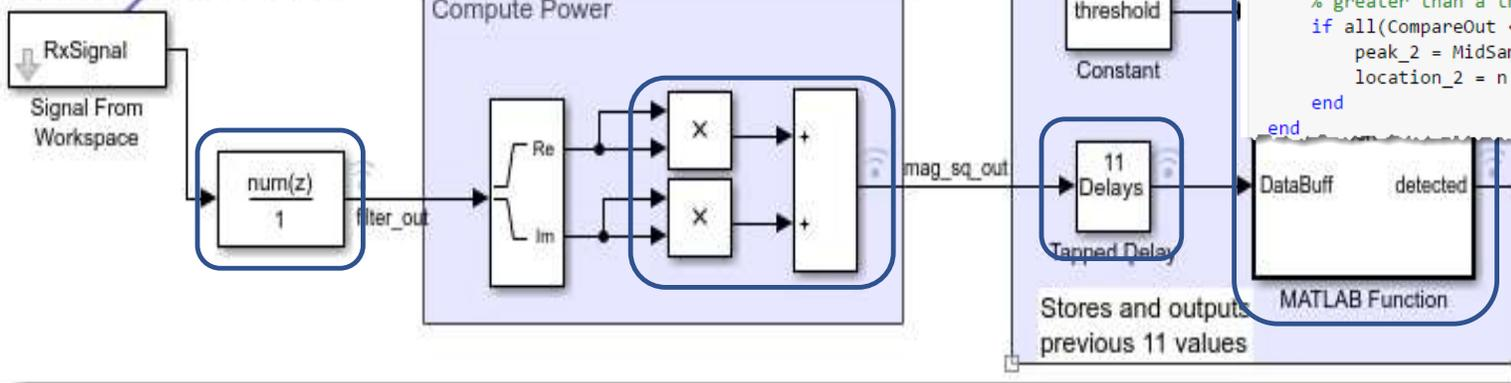 Compute Power
RxSignal
Signal From
Workspace
num(z)
1
filter_out
Re
Im
×
×
+
+
mag_sq_out
threshold
Constant
11
Delays
Tapped Delay
Stores and outputs
previous 11 values
% greater than a
if all(CompareOut <
peak_2 = MidSa
location_2 = n
end
end
DataBuff detected
MATLAB Function